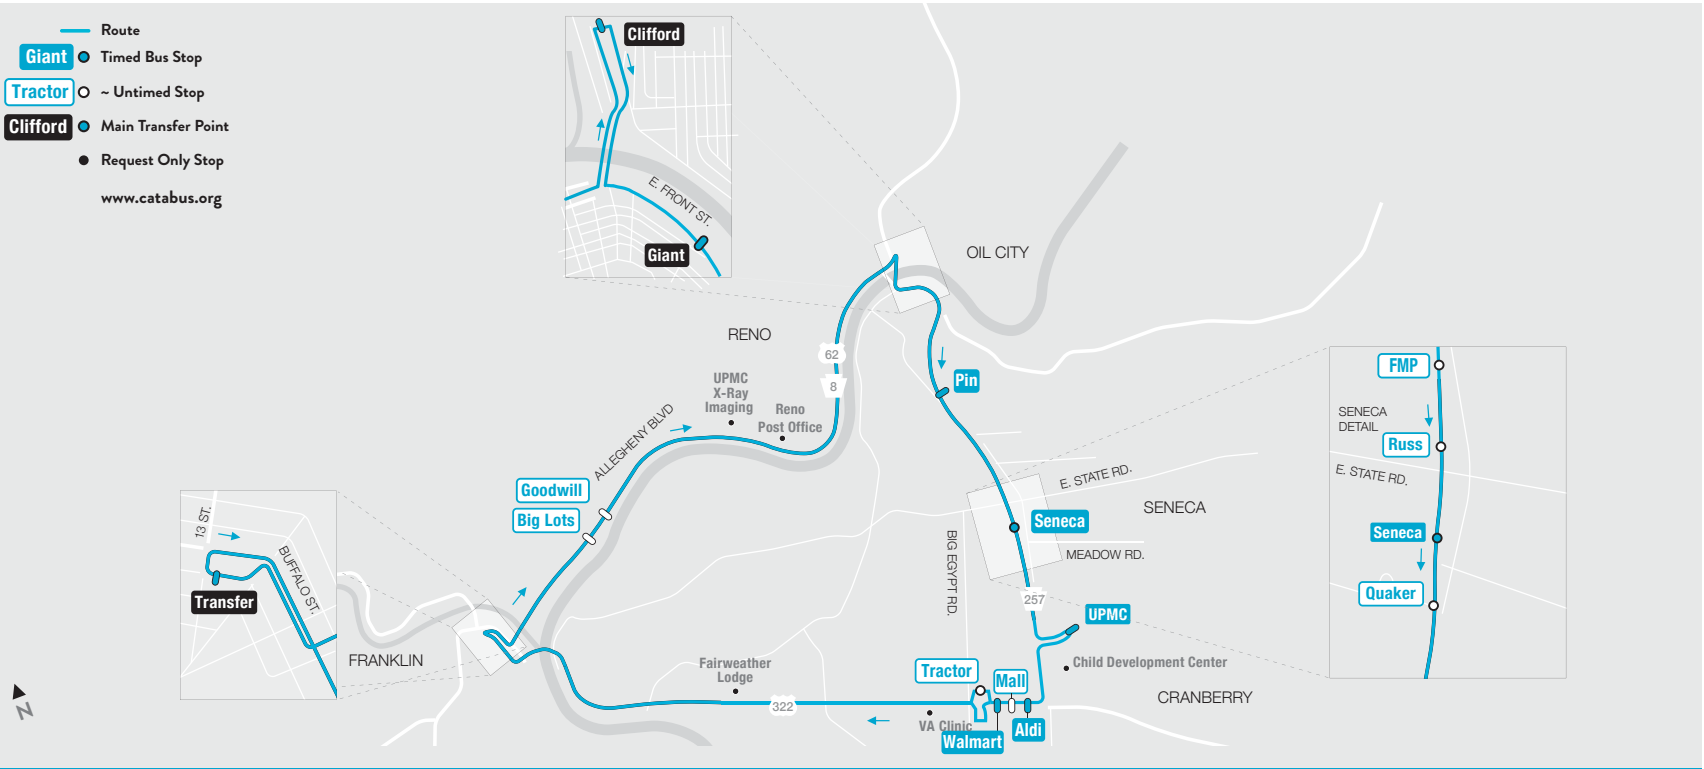 Route
Giant
Timed Bus Stop
Tractor
~ Untimed Stop
Clifford
Main Transfer Point
Request Only Stop
www.catabus.org
Clifford
E. FRONT ST.
Giant
OIL CITY
RENO
62
8
UPMC
X-Ray
Imaging
Reno
Post Office
ALLEGHENY BLVD
Goodwill
Big Lots
Pin
E. STATE RD.
SENECA
Seneca
MEADOW RD.
BIG EGYPT RD.
257
UPMC
Child Development Center
CRANBERRY
Tractor
Mall
Aldi
Walmart
VA Clinic
322
Fairweather
Lodge
FRANKLIN
13 ST.
BUFFALO ST.
Transfer
N
FMP
SENECA
DETAIL
Russ
E. STATE RD.
Seneca
Quaker